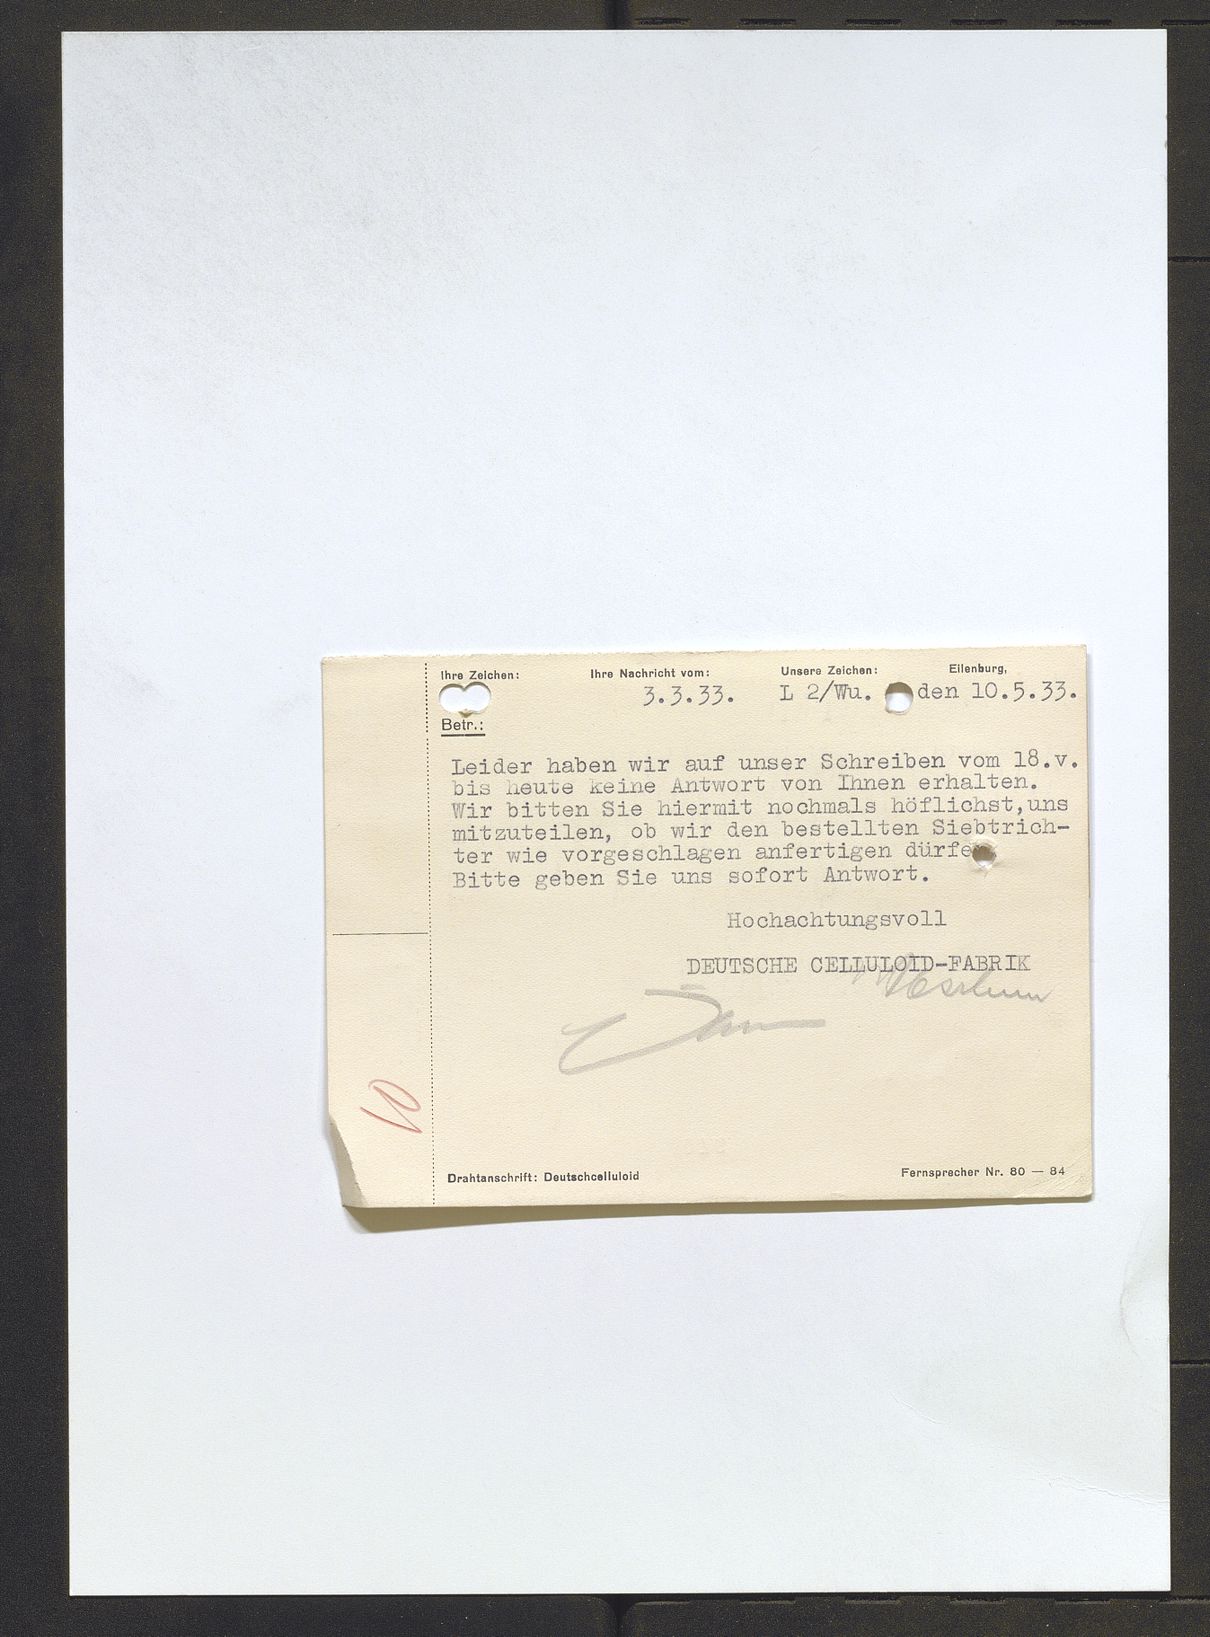 Ihre Zeichen: Ihre Nachricht vom: Unsere Zeichen: Eilenburg,
3.3.33. L 2/Wu. den 10.5.33.
Betr.:
Leider haben wir auf unser Schreiben vom 18.v.
bis heute keine Antwort von Ihnen erhalten.
Wir bitten Sie hiermit nochmals höflichst,uns
mitzuteilen, ob wir den bestellten Siebtrich-
ter wie vorgeschlagen anfertigen dürfe
Bitte geben Sie uns sofort Antwort.
Hochachtungsvoll
DEUTSCHE CELLULOID-FABRIK
Drahtanschrift: Deutschcelluloid Fernsprecher Nr. 80 — 84